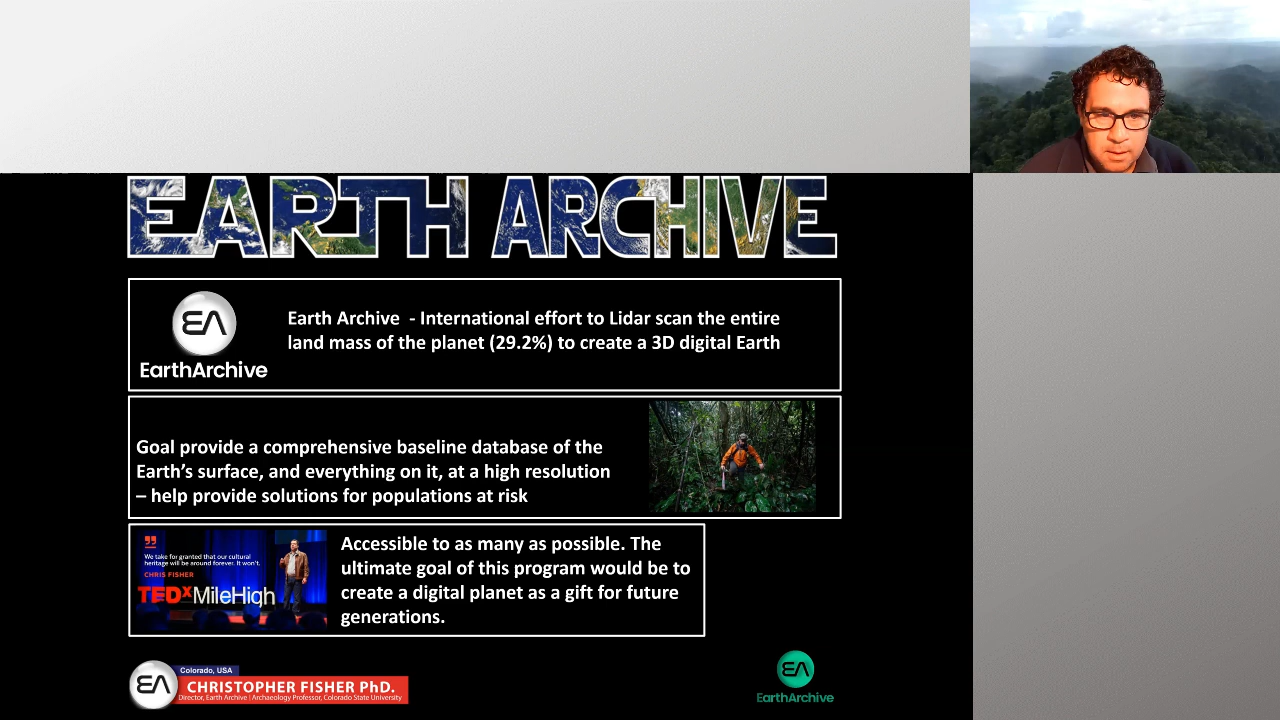 EARTH ARCHIVE
EA
EarthArchive
Earth Archive - International effort to Lidar scan the entire
land mass of the planet (29.2%) to create a 3D digital Earth
Goal provide a comprehensive baseline database of the
Earth's surface, and everything on it, at a high resolution
– help provide solutions for populations at risk
We take for granted that our cultural
heritage will be around forever. It won't.
CHRIS FISHER
TEDxMileHigh
Accessible to as many as possible. The
ultimate goal of this program would be to
create a digital planet as a gift for future
generations.
EA
Colorado, USA
CHRISTOPHER FISHER PhD.
Director, Earth Archive | Archaeology Professor, Colorado State University
EA
EarthArchive